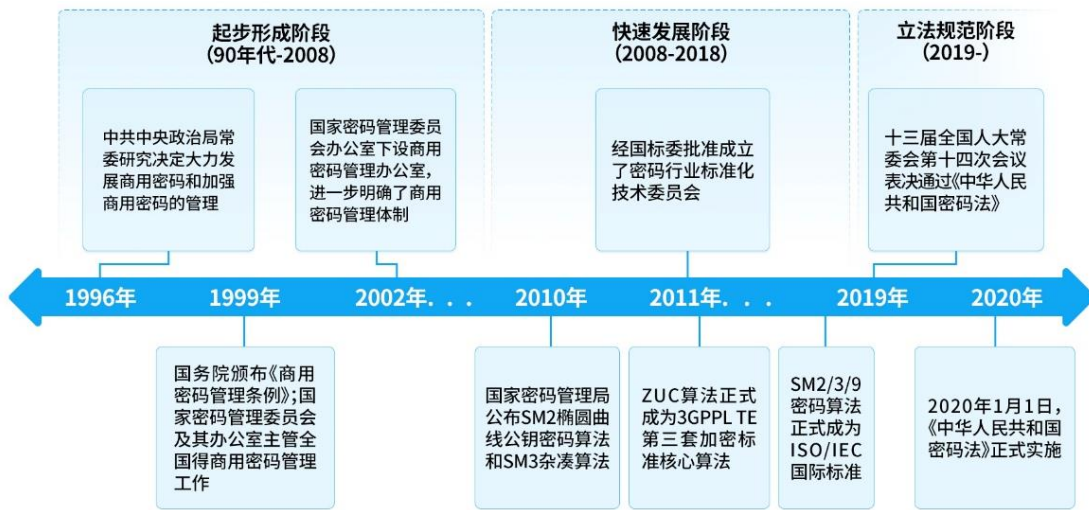 起步形成阶段
(90年代-2008)
快速发展阶段
(2008-2018)
立法规范阶段
(2019-)
中共中央政治局常
委研究决定大力发
展商用密码和加强
商用密码的管理
国家密码管理委员
会办公室下设商用
密码管理办公室，
进一步明确了商用
密码管理体制
经国标委批准成立
了密码行业标准化
技术委员会
十三届全国人大常
委会第十四次会议
表决通过《中华人民
共和国密码法》
1996年
1999年
2002年. . .
2010年
2011年. . .
2019年
2020年
国务院颁布《商用
密码管理条例》;国
家密码管理委员会
及其办公室主管全
国得商用密码管理
工作
国家密码管理局
公布SM2椭圆曲
线公钥密码算法
和SM3杂凑算法
ZUC算法正式
成为3GPPL TE
第三套加密标
准核心算法
SM2/3/9
密码算法
正式成为
ISO/IEC
国际标准
2020年1月1日，
《中华人民共和国
密码法》正式实施